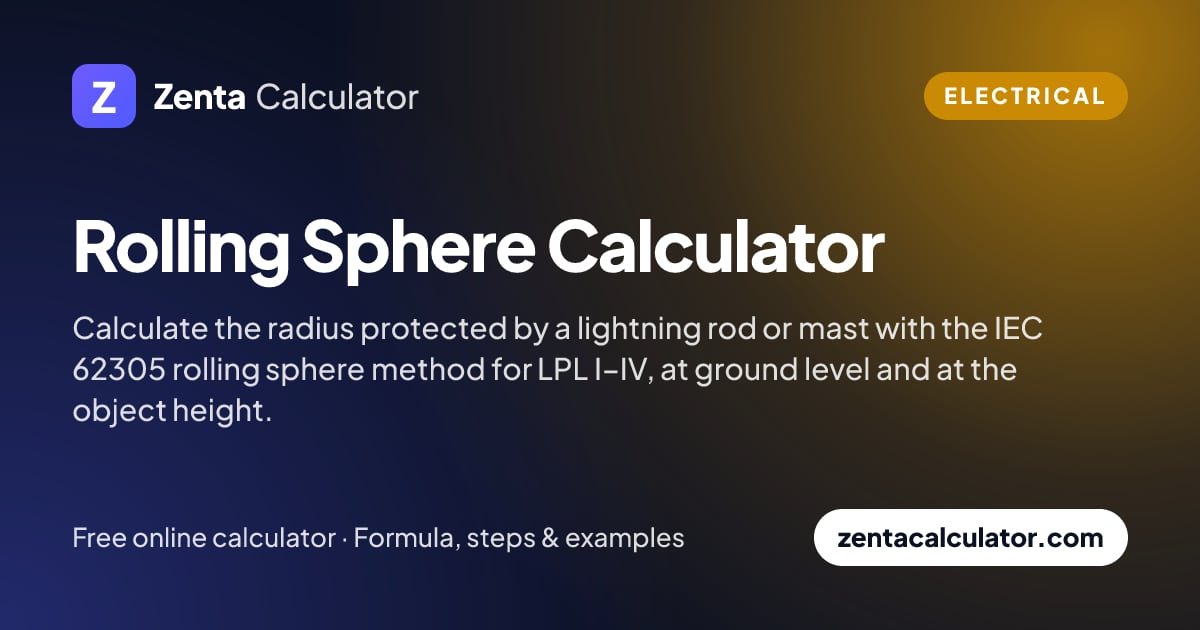 Z
Zenta Calculator
ELECTRICAL
Rolling Sphere Calculator
Calculate the radius protected by a lightning rod or mast with the IEC
62305 rolling sphere method for LPL I–IV, at ground level and at the
object height.
Free online calculator · Formula, steps & examples
zentacalculator.com